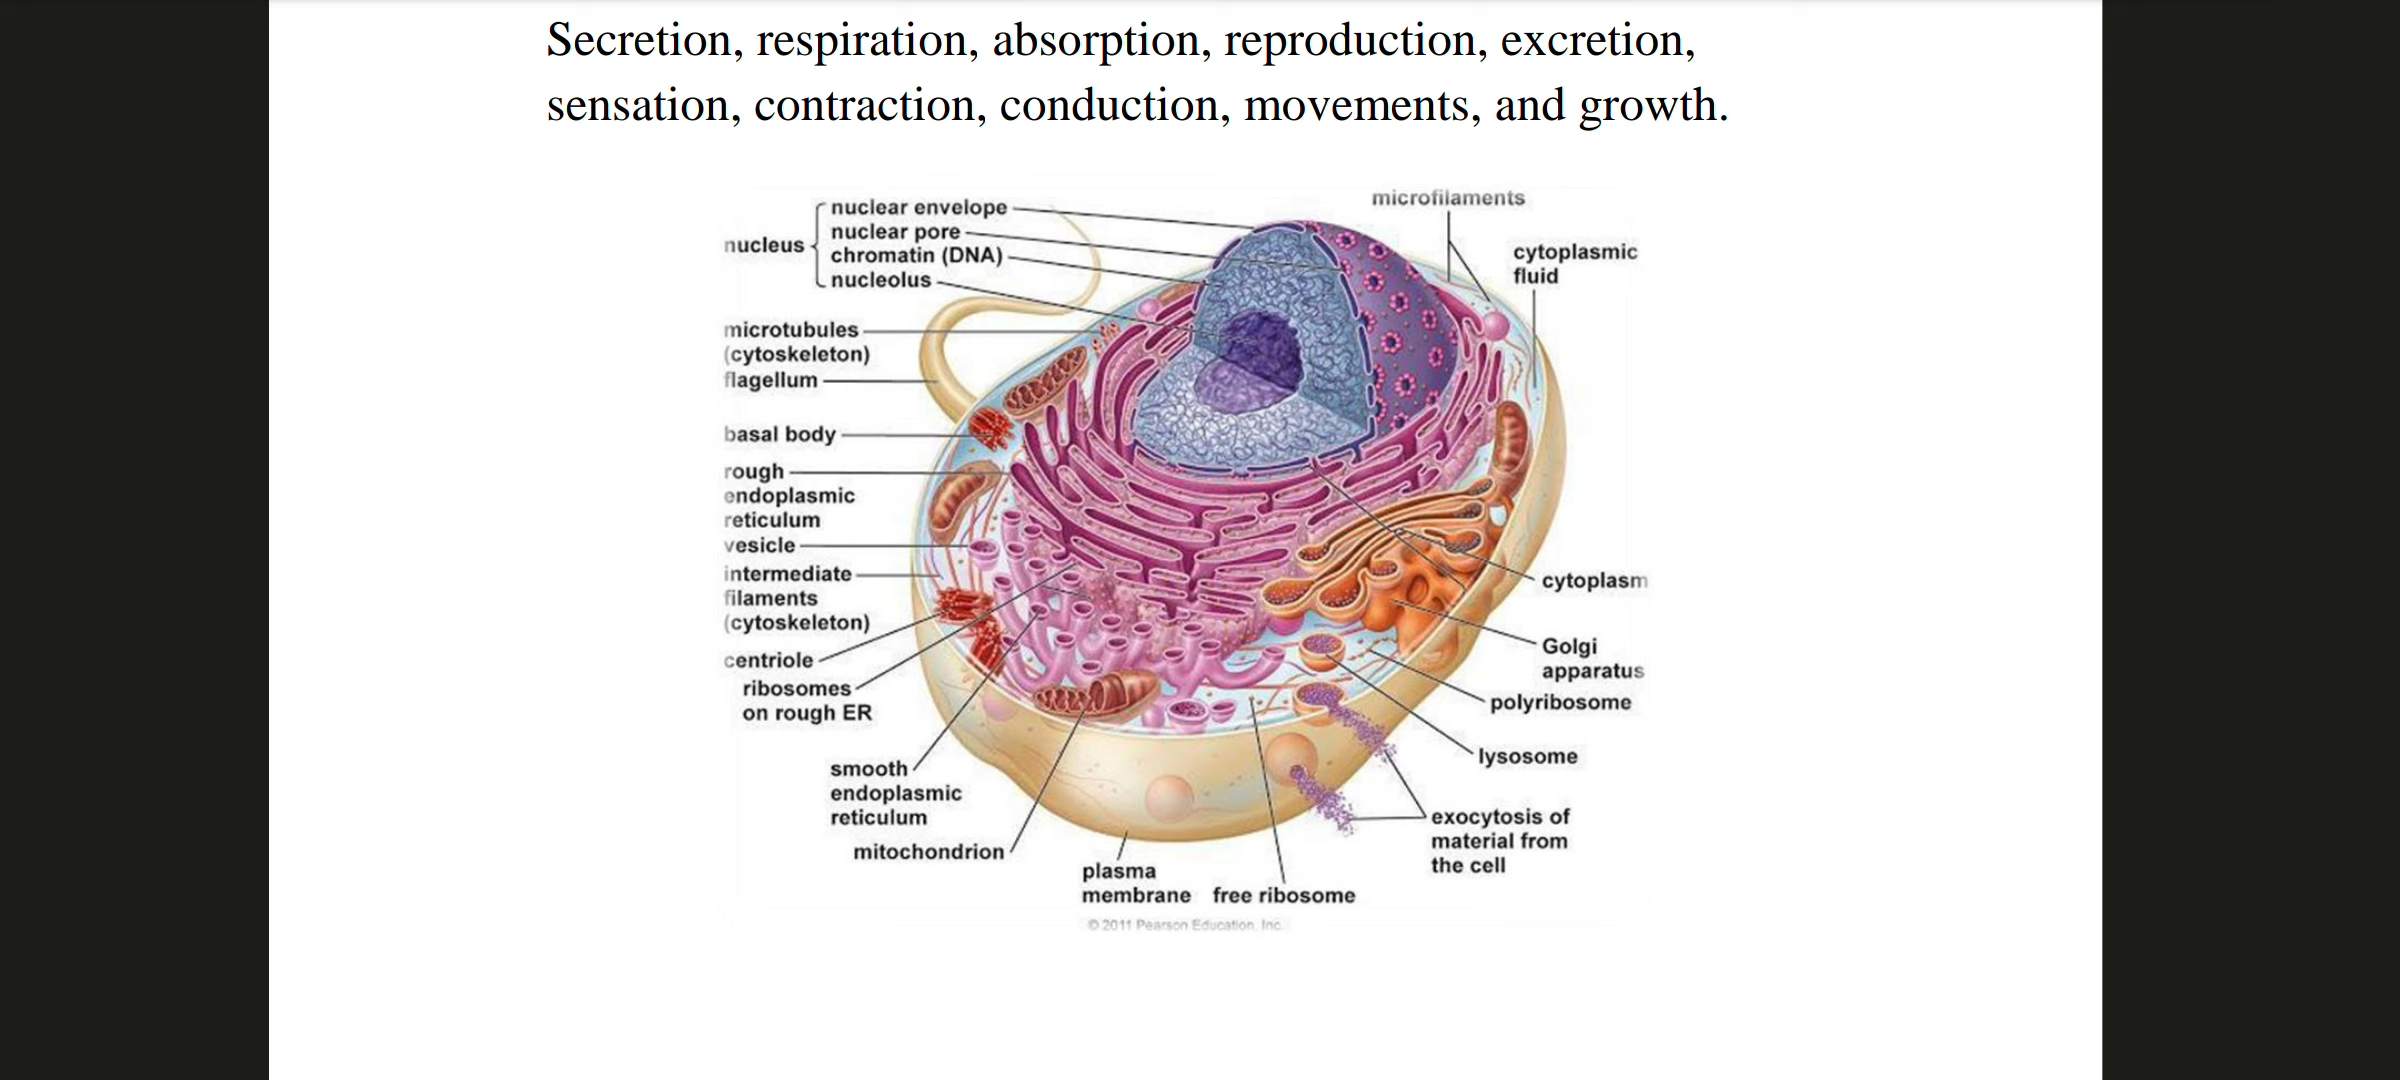 Secretion, respiration, absorption, reproduction, excretion,
sensation, contraction, conduction, movements, and growth.
nucleus
nuclear envelope
nuclear pore
chromatin (DNA)
nucleolus
microtubules
(cytoskeleton)
flagellum
basal body
rough
endoplasmic
reticulum
vesicle
intermediate
filaments
(cytoskeleton)
centriole
ribosomes
on rough ER
smooth
endoplasmic
reticulum
mitochondrion
plasma
membrane
free ribosome
microfilaments
cytoplasmic
fluid
cytoplasm
Golgi
apparatus
polyribosome
lysosome
exocytosis of
material from
the cell
© 2011 Pearson Education, Inc.